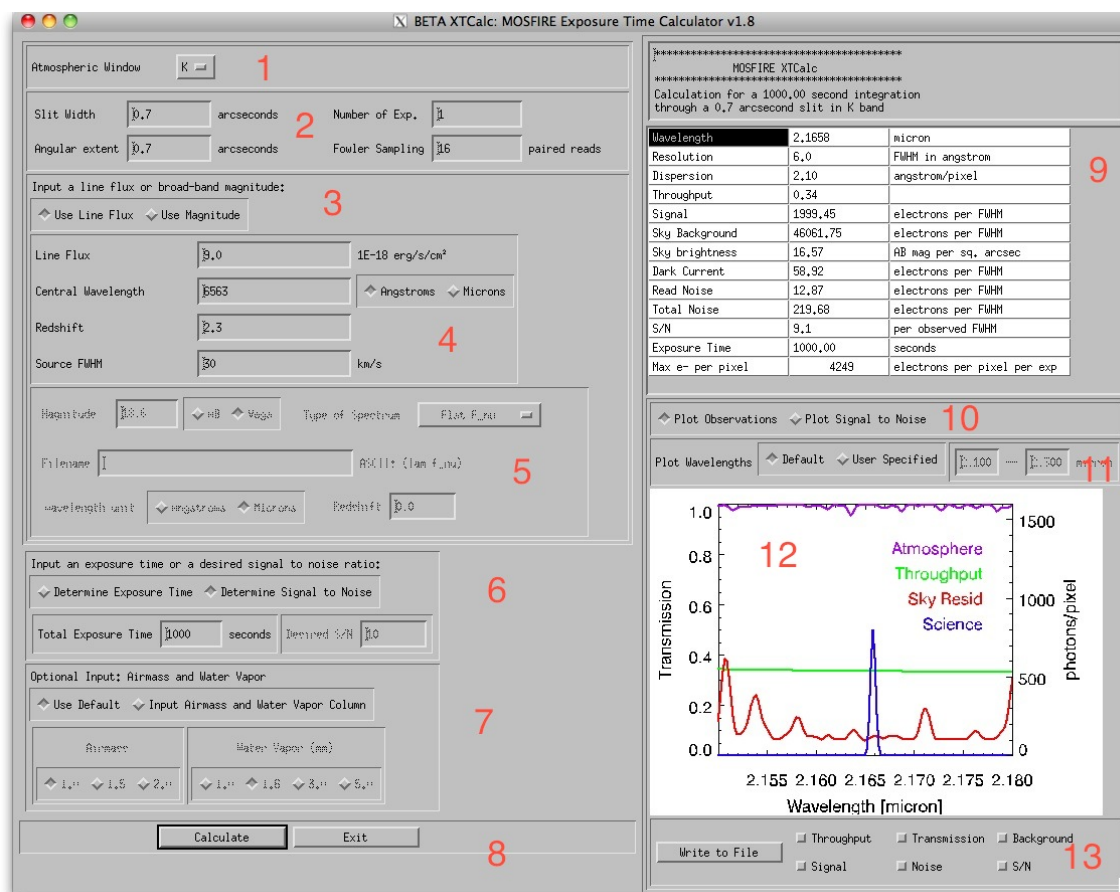 BETA XTCalc: MOSFIRE Exposure Time Calculator v1.8
Atmospheric Window K 1
Slit Width 0.7 arcseconds Number of Exp. 1
2
Angular extent 0.7 arcseconds Fowler Sampling 16 paired reads
Input a line flux or broad-band magnitude:
3
Use Line Flux Use Magnitude
Line Flux 9.0 1E-18 erg/s/cm²
Central Wavelength 6563 Angstroms Microns
Redshift 2.3
4
Source FWHM 30 km/s
Magnitude 18.6 AB Vega Type of Spectrum Flat F_nu
Filename ASCII: (lam f_nu)
5
wavelength unit Angstroms Microns Redshift 0.0
Input an exposure time or a desired signal to noise ratio:
6
Determine Exposure Time Determine Signal to Noise
Total Exposure Time 1000 seconds Desired S/N 10
Optional Input: Airmass and Water Vapor
Use Default Input Airmass and Water Vapor Column
7
Airmass Water Vapor (mm)
1.5 1.6
Calculate Exit
8
******************************************
MOSFIRE XTCalc
******************************************
Calculation for a 1000.00 second integration
through a 0.7 arcsecond slit in K band
Wavelength 2.1658 micron
Resolution 6.0 FWHM in angstrom
9
Dispersion 2.10 angstrom/pixel
Throughput 0.34
Signal 1999.45 electrons per FWHM
Sky Background 46061.75 electrons per FWHM
Sky brightness 16.57 AB mag per sq. arcsec
Dark Current 58.92 electrons per FWHM
Read Noise 12.87 electrons per FWHM
Total Noise 219.68 electrons per FWHM
S/N 9.1 per observed FWHM
Exposure Time 1000.00 seconds
Max e- per pixel 4249 electrons per pixel per exp
Plot Observations Plot Signal to Noise 10
Plot Wavelengths Default User Specified 11
12
Atmosphere
Throughput
Sky Resid
Science
Transmission
1.0
0.8
0.6
0.4
0.2
0.0
photons/pixel
1500
1000
500
0
2.155 2.160 2.165 2.170 2.175 2.180
Wavelength [micron]
Write to File
Throughput Transmission Background
13
Signal Noise S/N